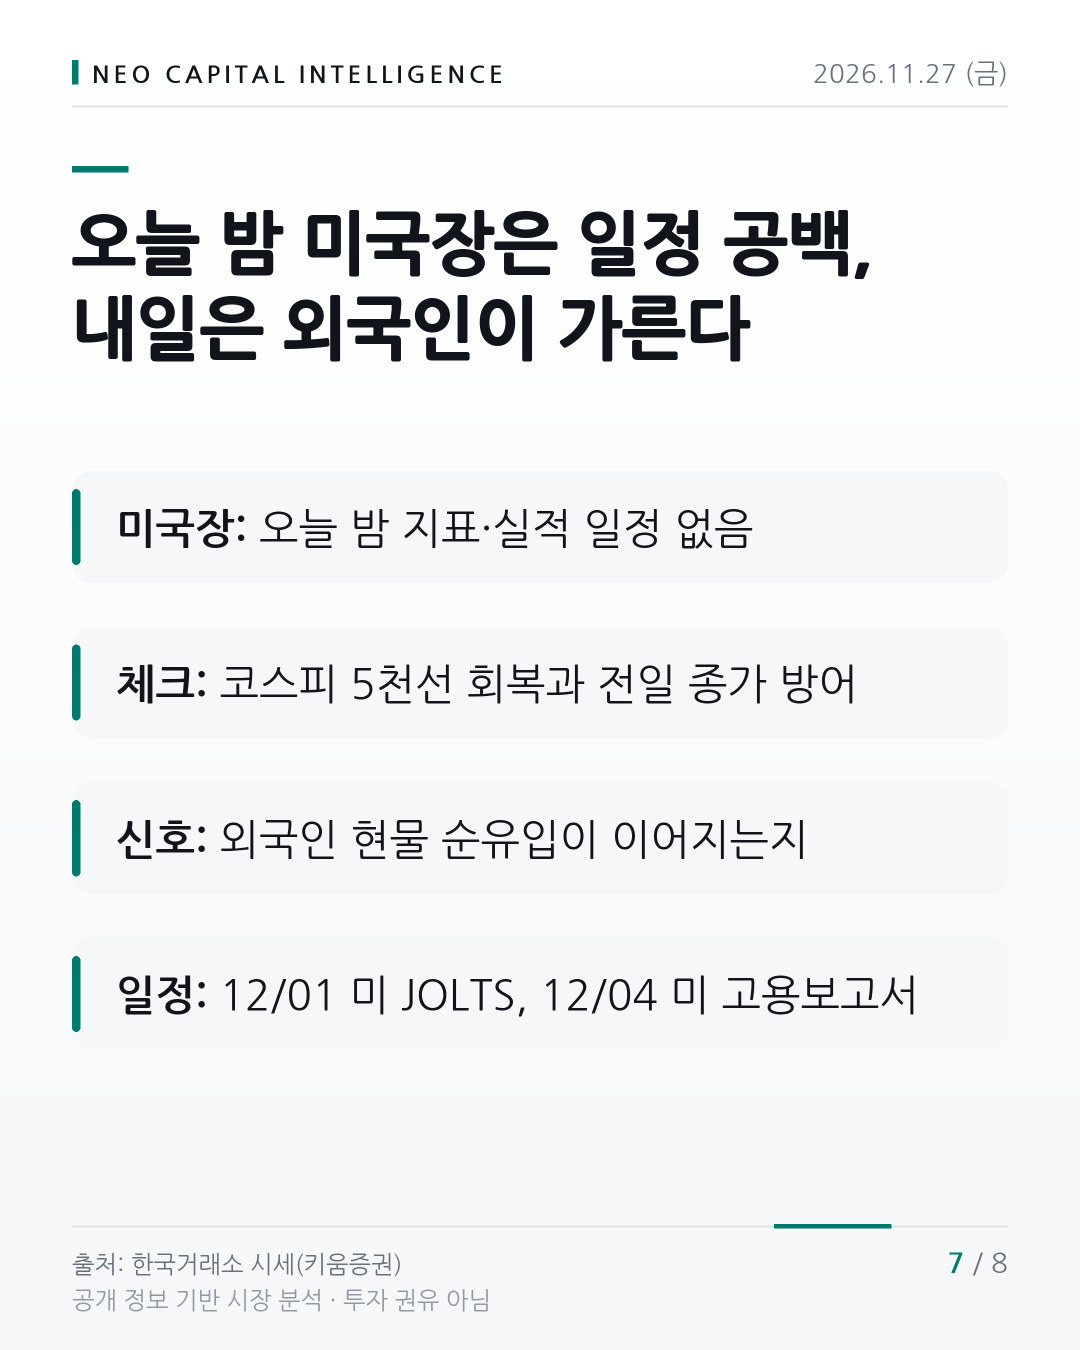 NEO CAPITAL INTELLIGENCE
2026.11.27 (금)
오늘 밤 미국장은 일정 공백,
내일은 외국인이 가른다
미국장: 오늘 밤 지표·실적 일정 없음
체크: 코스피 5천선 회복과 전일 종가 방어
신호: 외국인 현물 순유입이 이어지는지
일정: 12/01 미 JOLTS, 12/04 미 고용보고서
출처: 한국거래소 시세(키움증권)
7 / 8
공개 정보 기반 시장 분석 · 투자 권유 아님